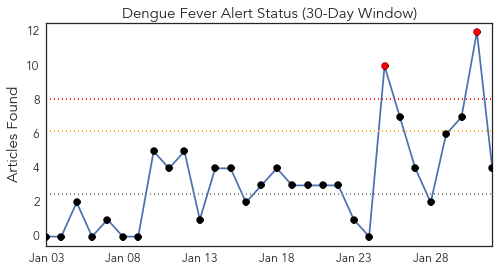 Dengue Fever Alert Status (30-Day Window)
Articles Found
12
10
8
6
4
2
0
Jan 03 Jan 08 Jan 13 Jan 18 Jan 23 Jan 28